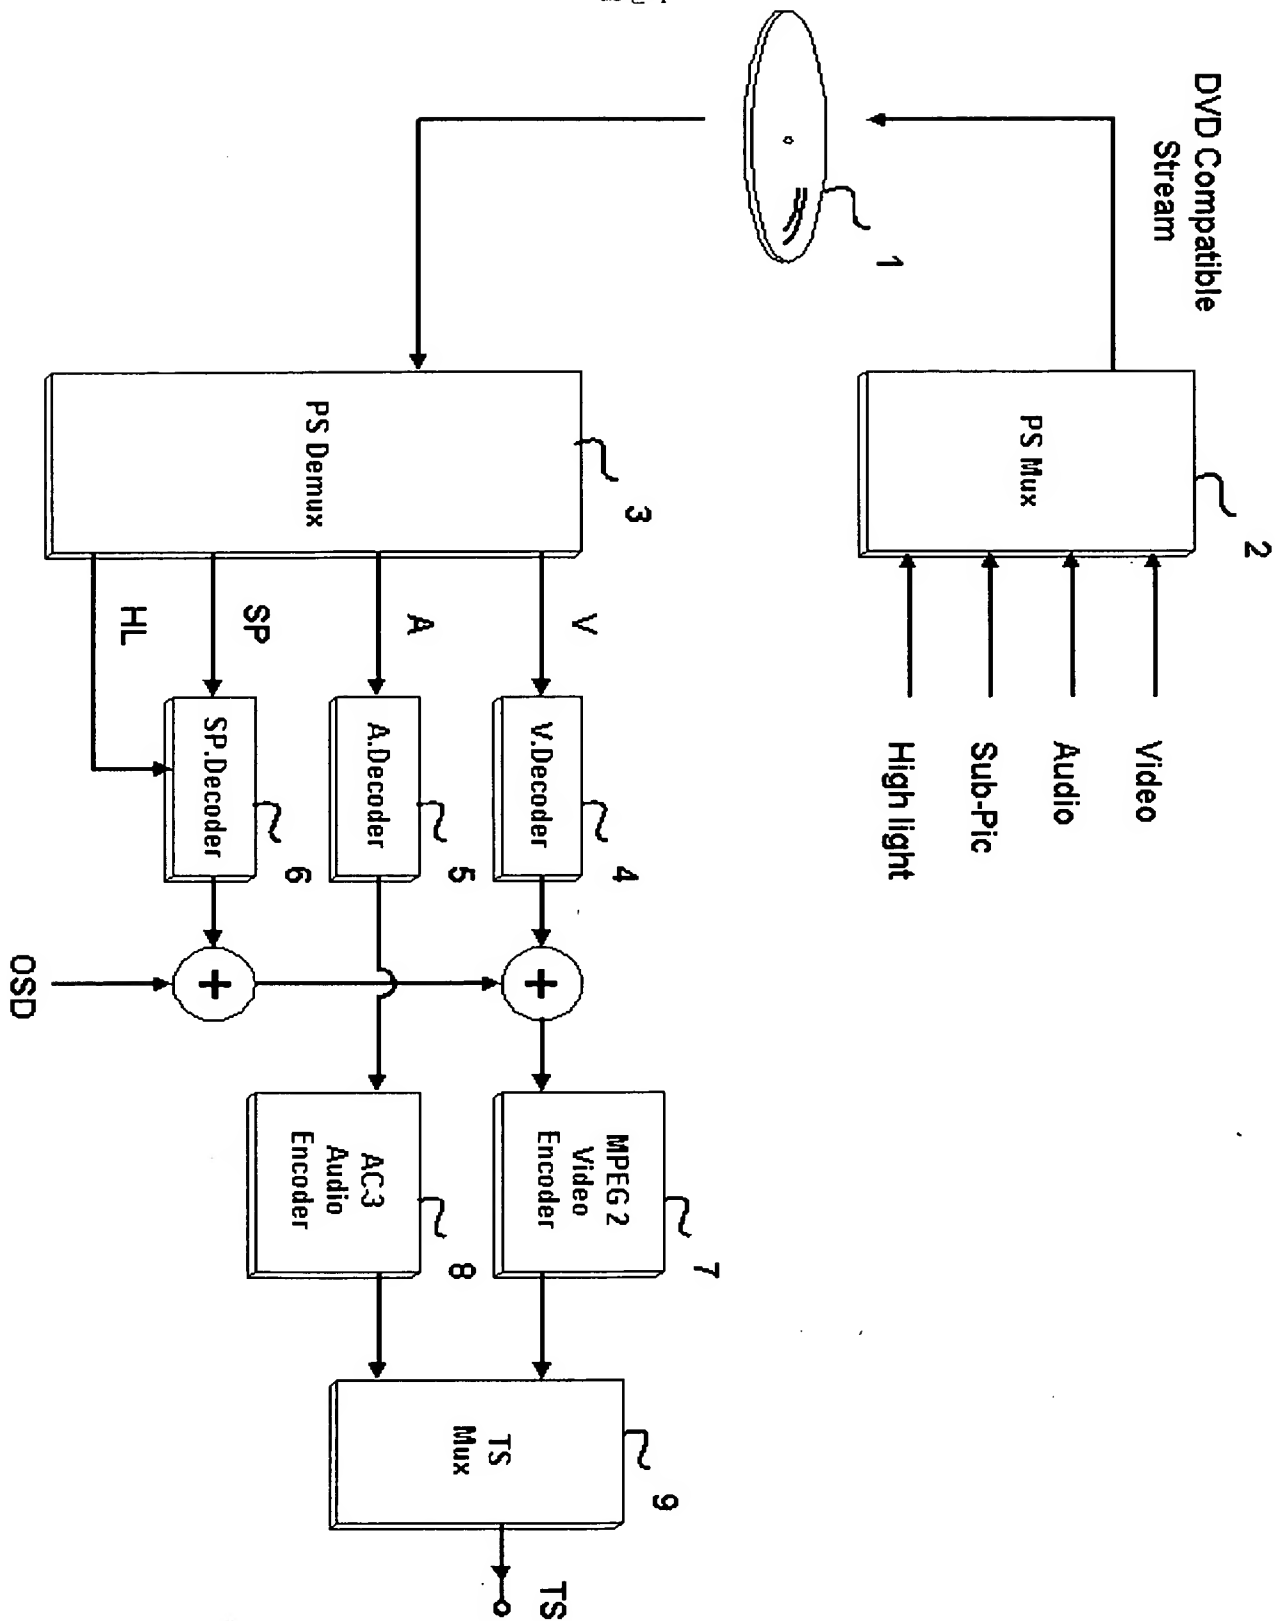 DVD Compatible
Stream
1
PS Mux
2
Video
Audio
Sub-Pic
High light
PS Demux
3
V
A
SP
HL
V.Decoder
4
A.Decoder
5
SP.Decoder
6
+
+
OSD
MPEG 2
Video
Encoder
7
AC-3
Audio
Encoder
8
TS
Mux
9
TS